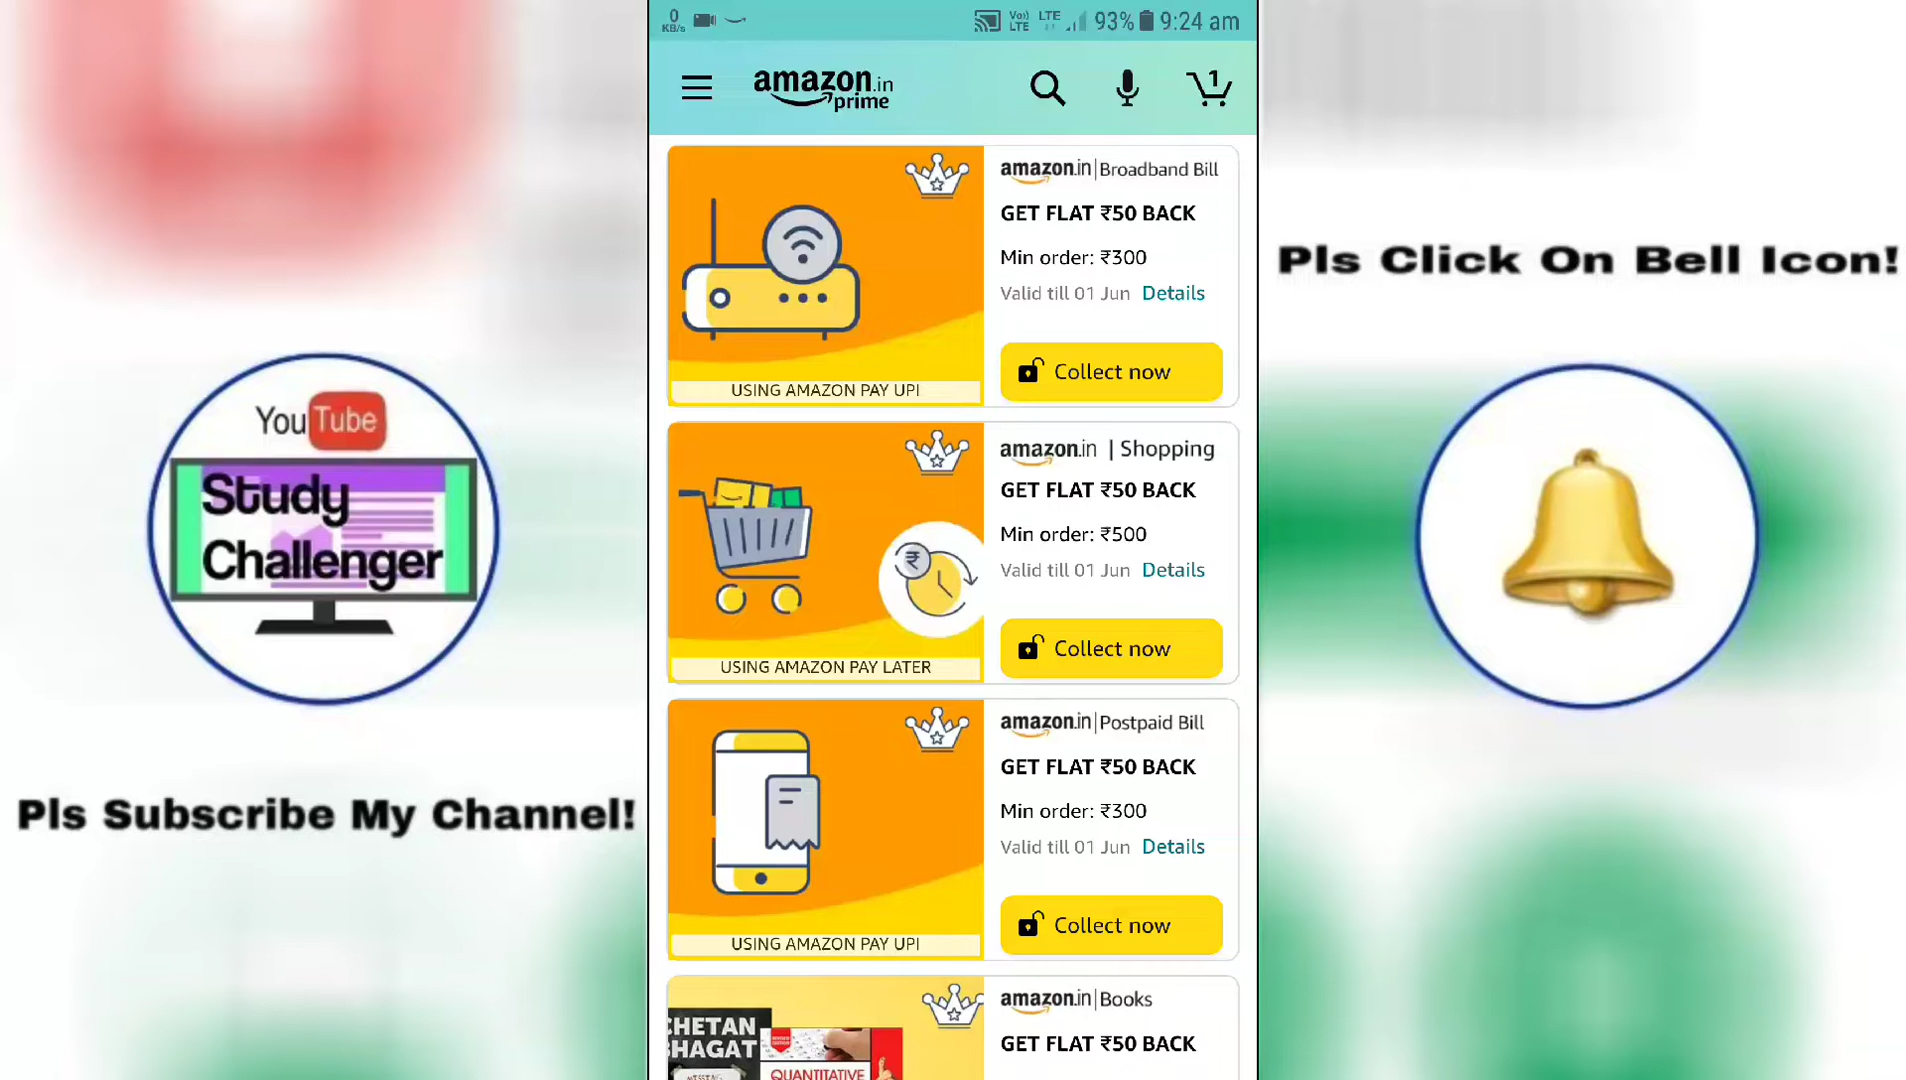 0
KB/s
Vo))
LTE
LTE
93%
9:24 am
amazon.in
prime
1
amazon.in|Broadband Bill
GET FLAT ₹50 BACK
Min order: ₹300
Valid till 01 Jun Details
Collect now
USING AMAZON PAY UPI
amazon.in | Shopping
GET FLAT ₹50 BACK
Min order: ₹500
Valid till 01 Jun Details
₹
Collect now
USING AMAZON PAY LATER
amazon.in|Postpaid Bill
GET FLAT ₹50 BACK
Min order: ₹300
Valid till 01 Jun Details
Collect now
USING AMAZON PAY UPI
amazon.in|Books
GET FLAT ₹50 BACK
CHETAN
BHAGAT
QUANTITATIVE
YouTube
Study
Challenger
Pls Subscribe My Channel!
Pls Click On Bell Icon!